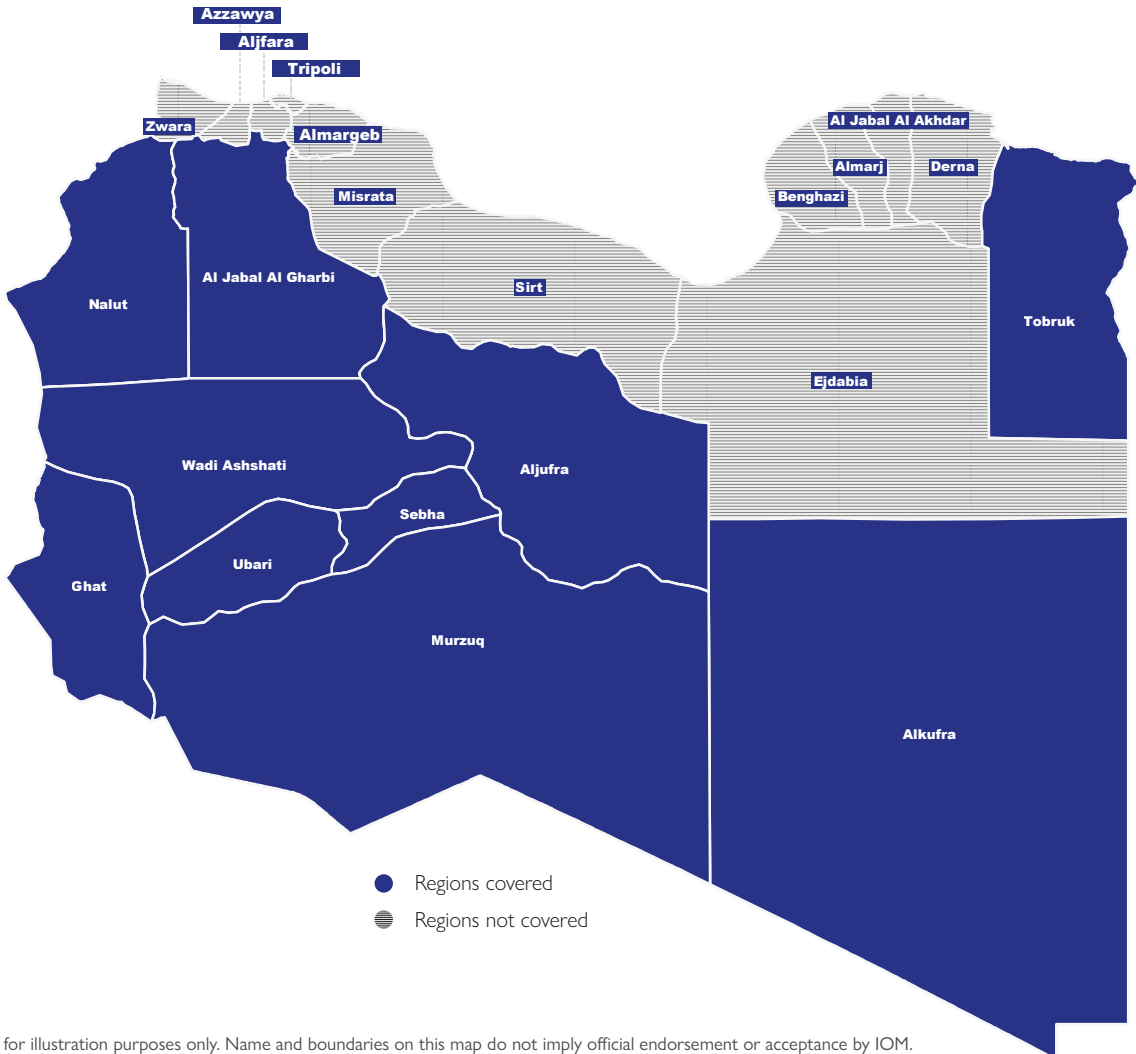 Azzawya
Aljfara
Tripoli
Zwara
Almargeb
Al Jabal Al Akhdar
Almarj
Derna
Misrata
Benghazi
Al Jabal Al Gharbi
Sirt
Nalut
Tobruk
Ejdabia
Wadi Ashshati
Aljufra
Sebha
Ubari
Ghat
Murzuq
Alkufra
Regions covered
Regions not covered
for illustration purposes only. Name and boundaries on this map do not imply official endorsement or acceptance by IOM.